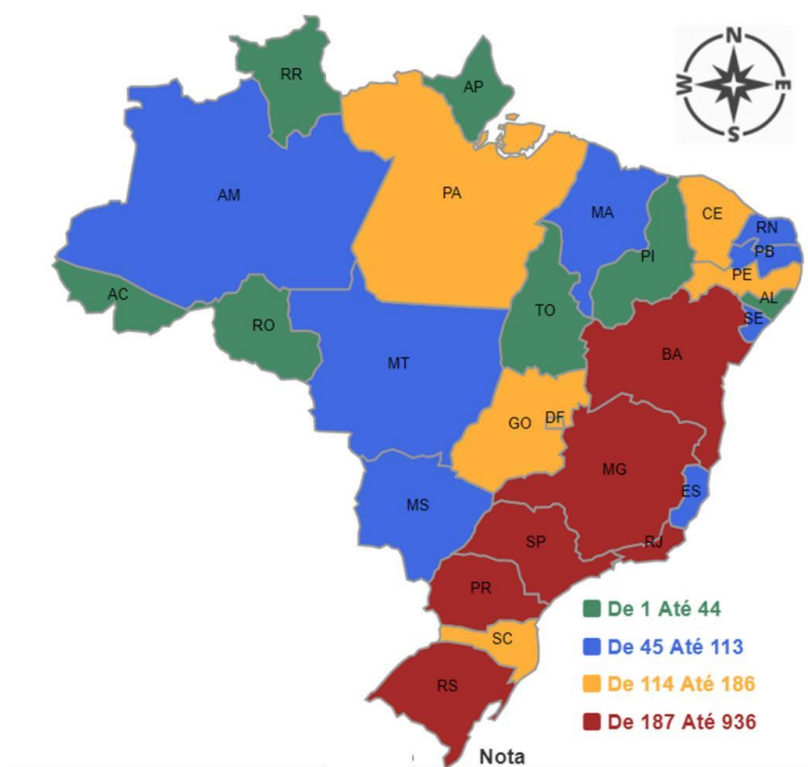 N
W
E
S
RR
AP
AM
PA
MA
CE
RN
PB
PI
PE
AL
SE
AC
RO
TO
BA
MT
GO
DF
MG
MS
ES
SP
RJ
PR
SC
RS
De 1 Até 44
De 45 Até 113
De 114 Até 186
De 187 Até 936
Nota